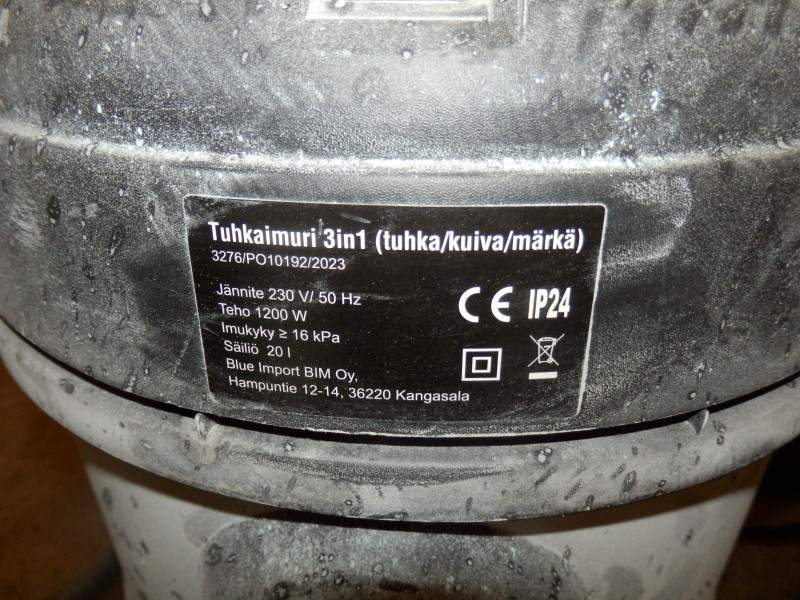 Tuhkaimuri 3in1 (tuhka/kuiva/märkä)
3276/PO10192/2023
Jännite 230 V/ 50 Hz
Teho 1200 W
Imukyky ≥ 16 kPa
Säiliö 20 l
Blue Import BIM Oy,
Hampuntie 12-14, 36220 Kangasala
CE IP24